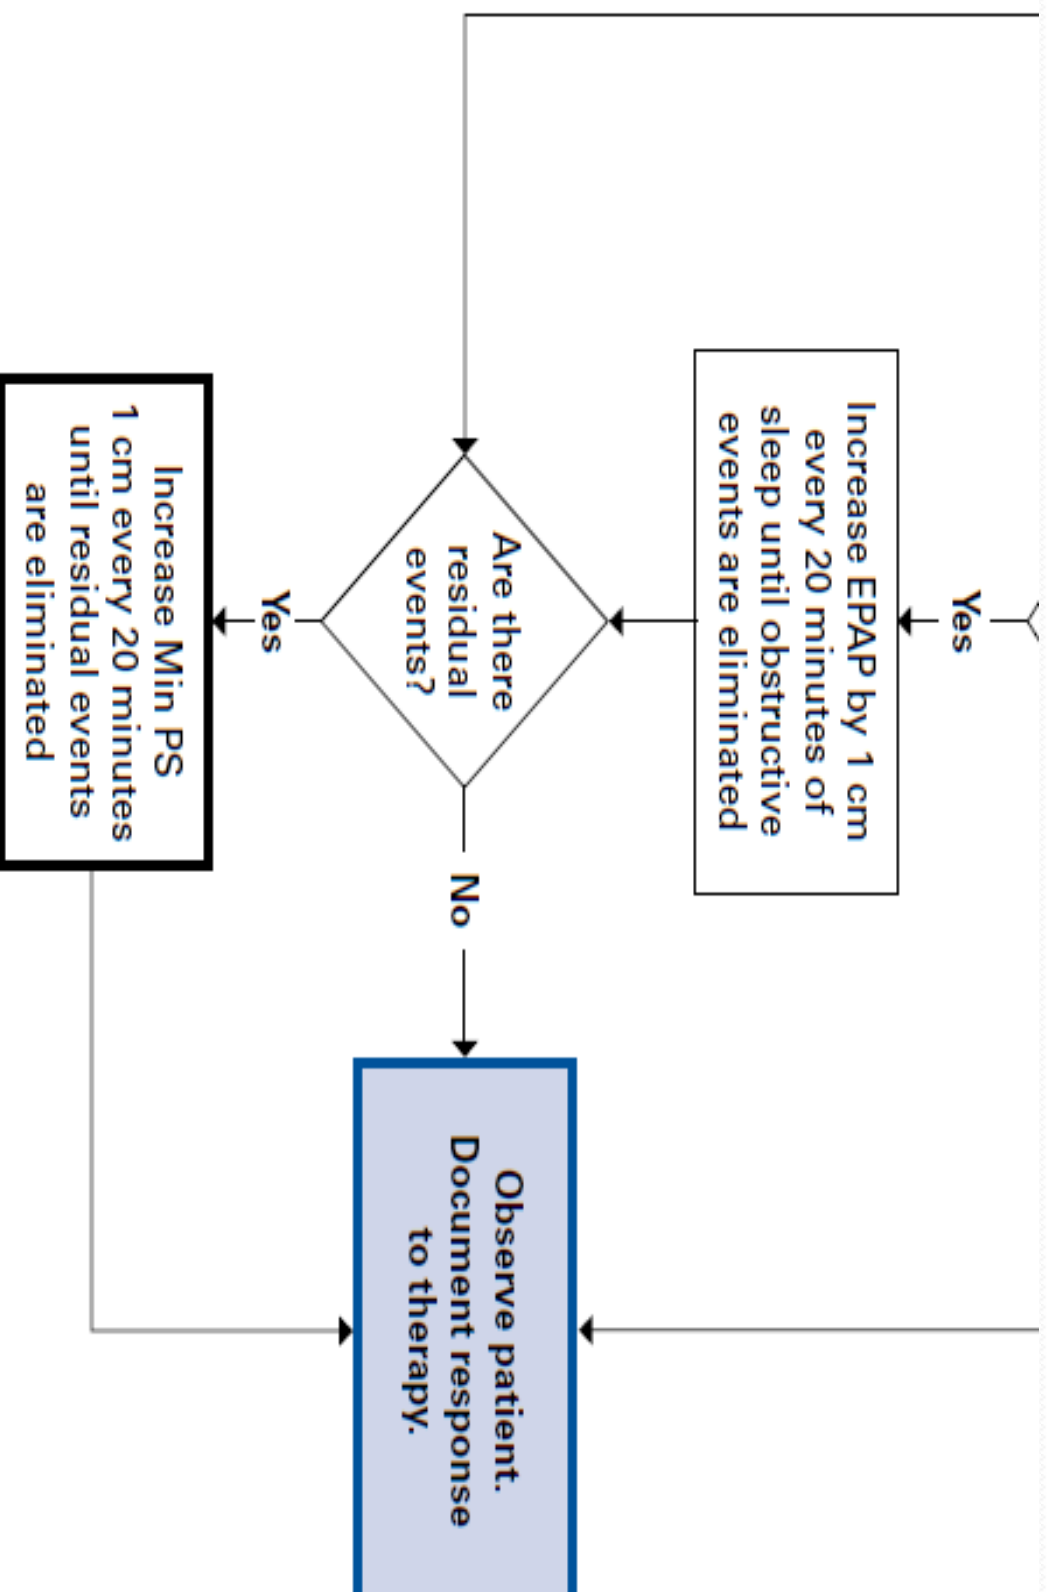 Yes
Increase EPAP by 1 cm
every 20 minutes of
sleep until obstructive
events are eliminated
Are there
residual
events?
No
Observe patient.
Document response
to therapy.
Yes
Increase Min PS
1 cm every 20 minutes
until residual events
are eliminated